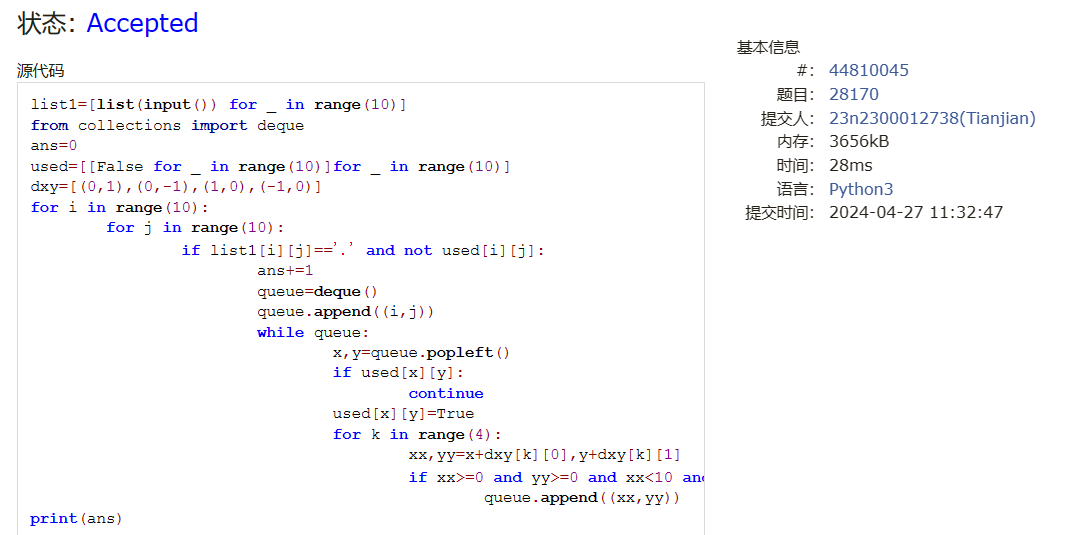 状态: Accepted
源代码
list1=[list(input()) for _ in range(10)]
from collections import deque
ans=0
used=[[False for _ in range(10)]for _ in range(10)]
dxy=[(0,1),(0,-1),(1,0),(-1,0)]
for i in range(10):
        for j in range(10):
                if list1[i][j]=='.' and not used[i][j]:
                        ans+=1
                        queue=deque()
                        queue.append((i,j))
                        while queue:
                                x,y=queue.popleft()
                                if used[x][y]:
                                        continue
                                used[x][y]=True
                                for k in range(4):
                                        xx,yy=x+dxy[k][0],y+dxy[k][1]
                                        if xx>=0 and yy>=0 and xx<10
                                                queue.append((xx,yy))
print(ans)
基本信息
#: 44810045
题目: 28170
提交人: 23n2300012738(Tianjian)
内存: 3656kB
时间: 28ms
语言: Python3
提交时间: 2024-04-27 11:32:47